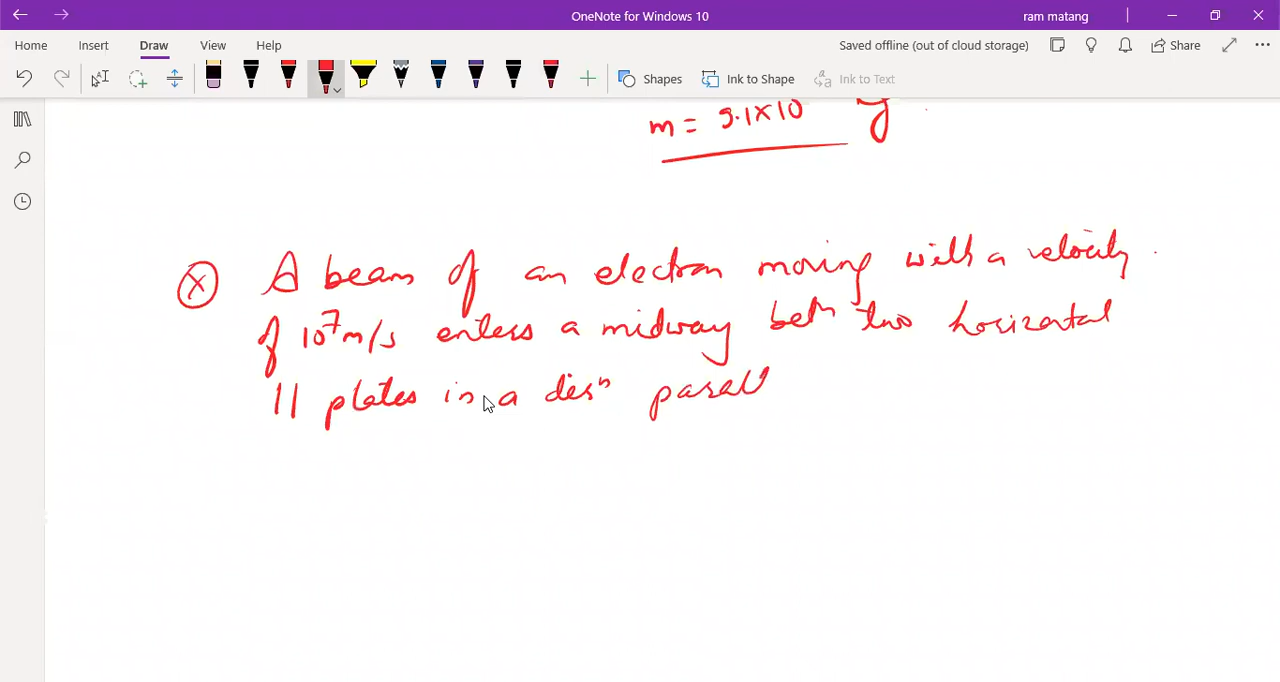 OneNote for Windows 10
ram matang
Home Insert Draw View Help
Saved offline (out of cloud storage)
Share
Shapes
Ink to Shape
Ink to Text
m = 9.1×10
Ⓧ A beam of an electron moving with a velocity
of 10⁷ m/s enters a midway betⁿ two horizontal
|| plates in a dirⁿ parall